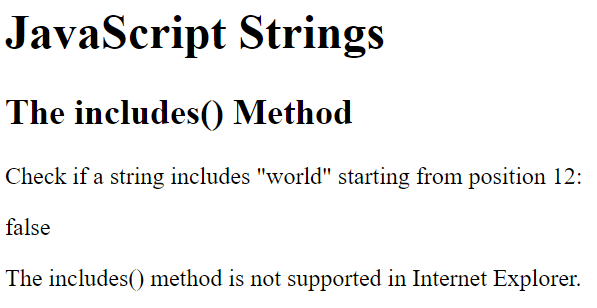 JavaScript Strings
The includes() Method
Check if a string includes "world" starting from position 12:
false
The includes() method is not supported in Internet Explorer.